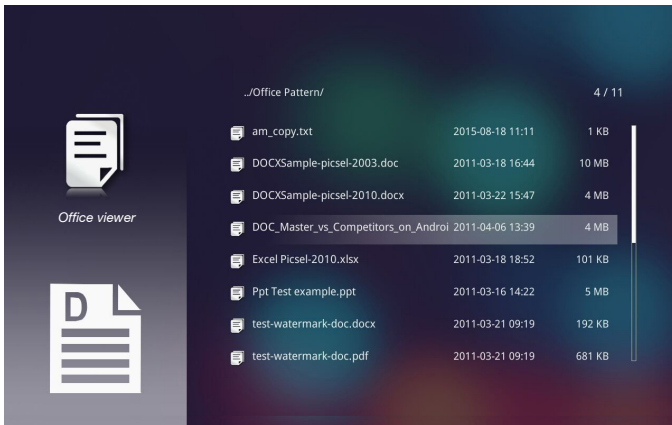 ../Office Pattern/ 4 / 11
am_copy.txt 2015-08-18 11:11 1 KB
DOCXSample-picsel-2003.doc 2011-03-18 16:44 10 MB
DOCXSample-picsel-2010.docx 2011-03-22 15:47 4 MB
Office viewer
DOC_Master_vs_Competitors_on_Androi 2011-04-06 13:39 4 MB
Excel Picsel-2010.xlsx 2011-03-18 18:52 101 KB
Ppt Test example.ppt 2011-03-16 14:22 5 MB
D
test-watermark-doc.docx 2011-03-21 09:19 192 KB
test-watermark-doc.pdf 2011-03-21 09:19 681 KB